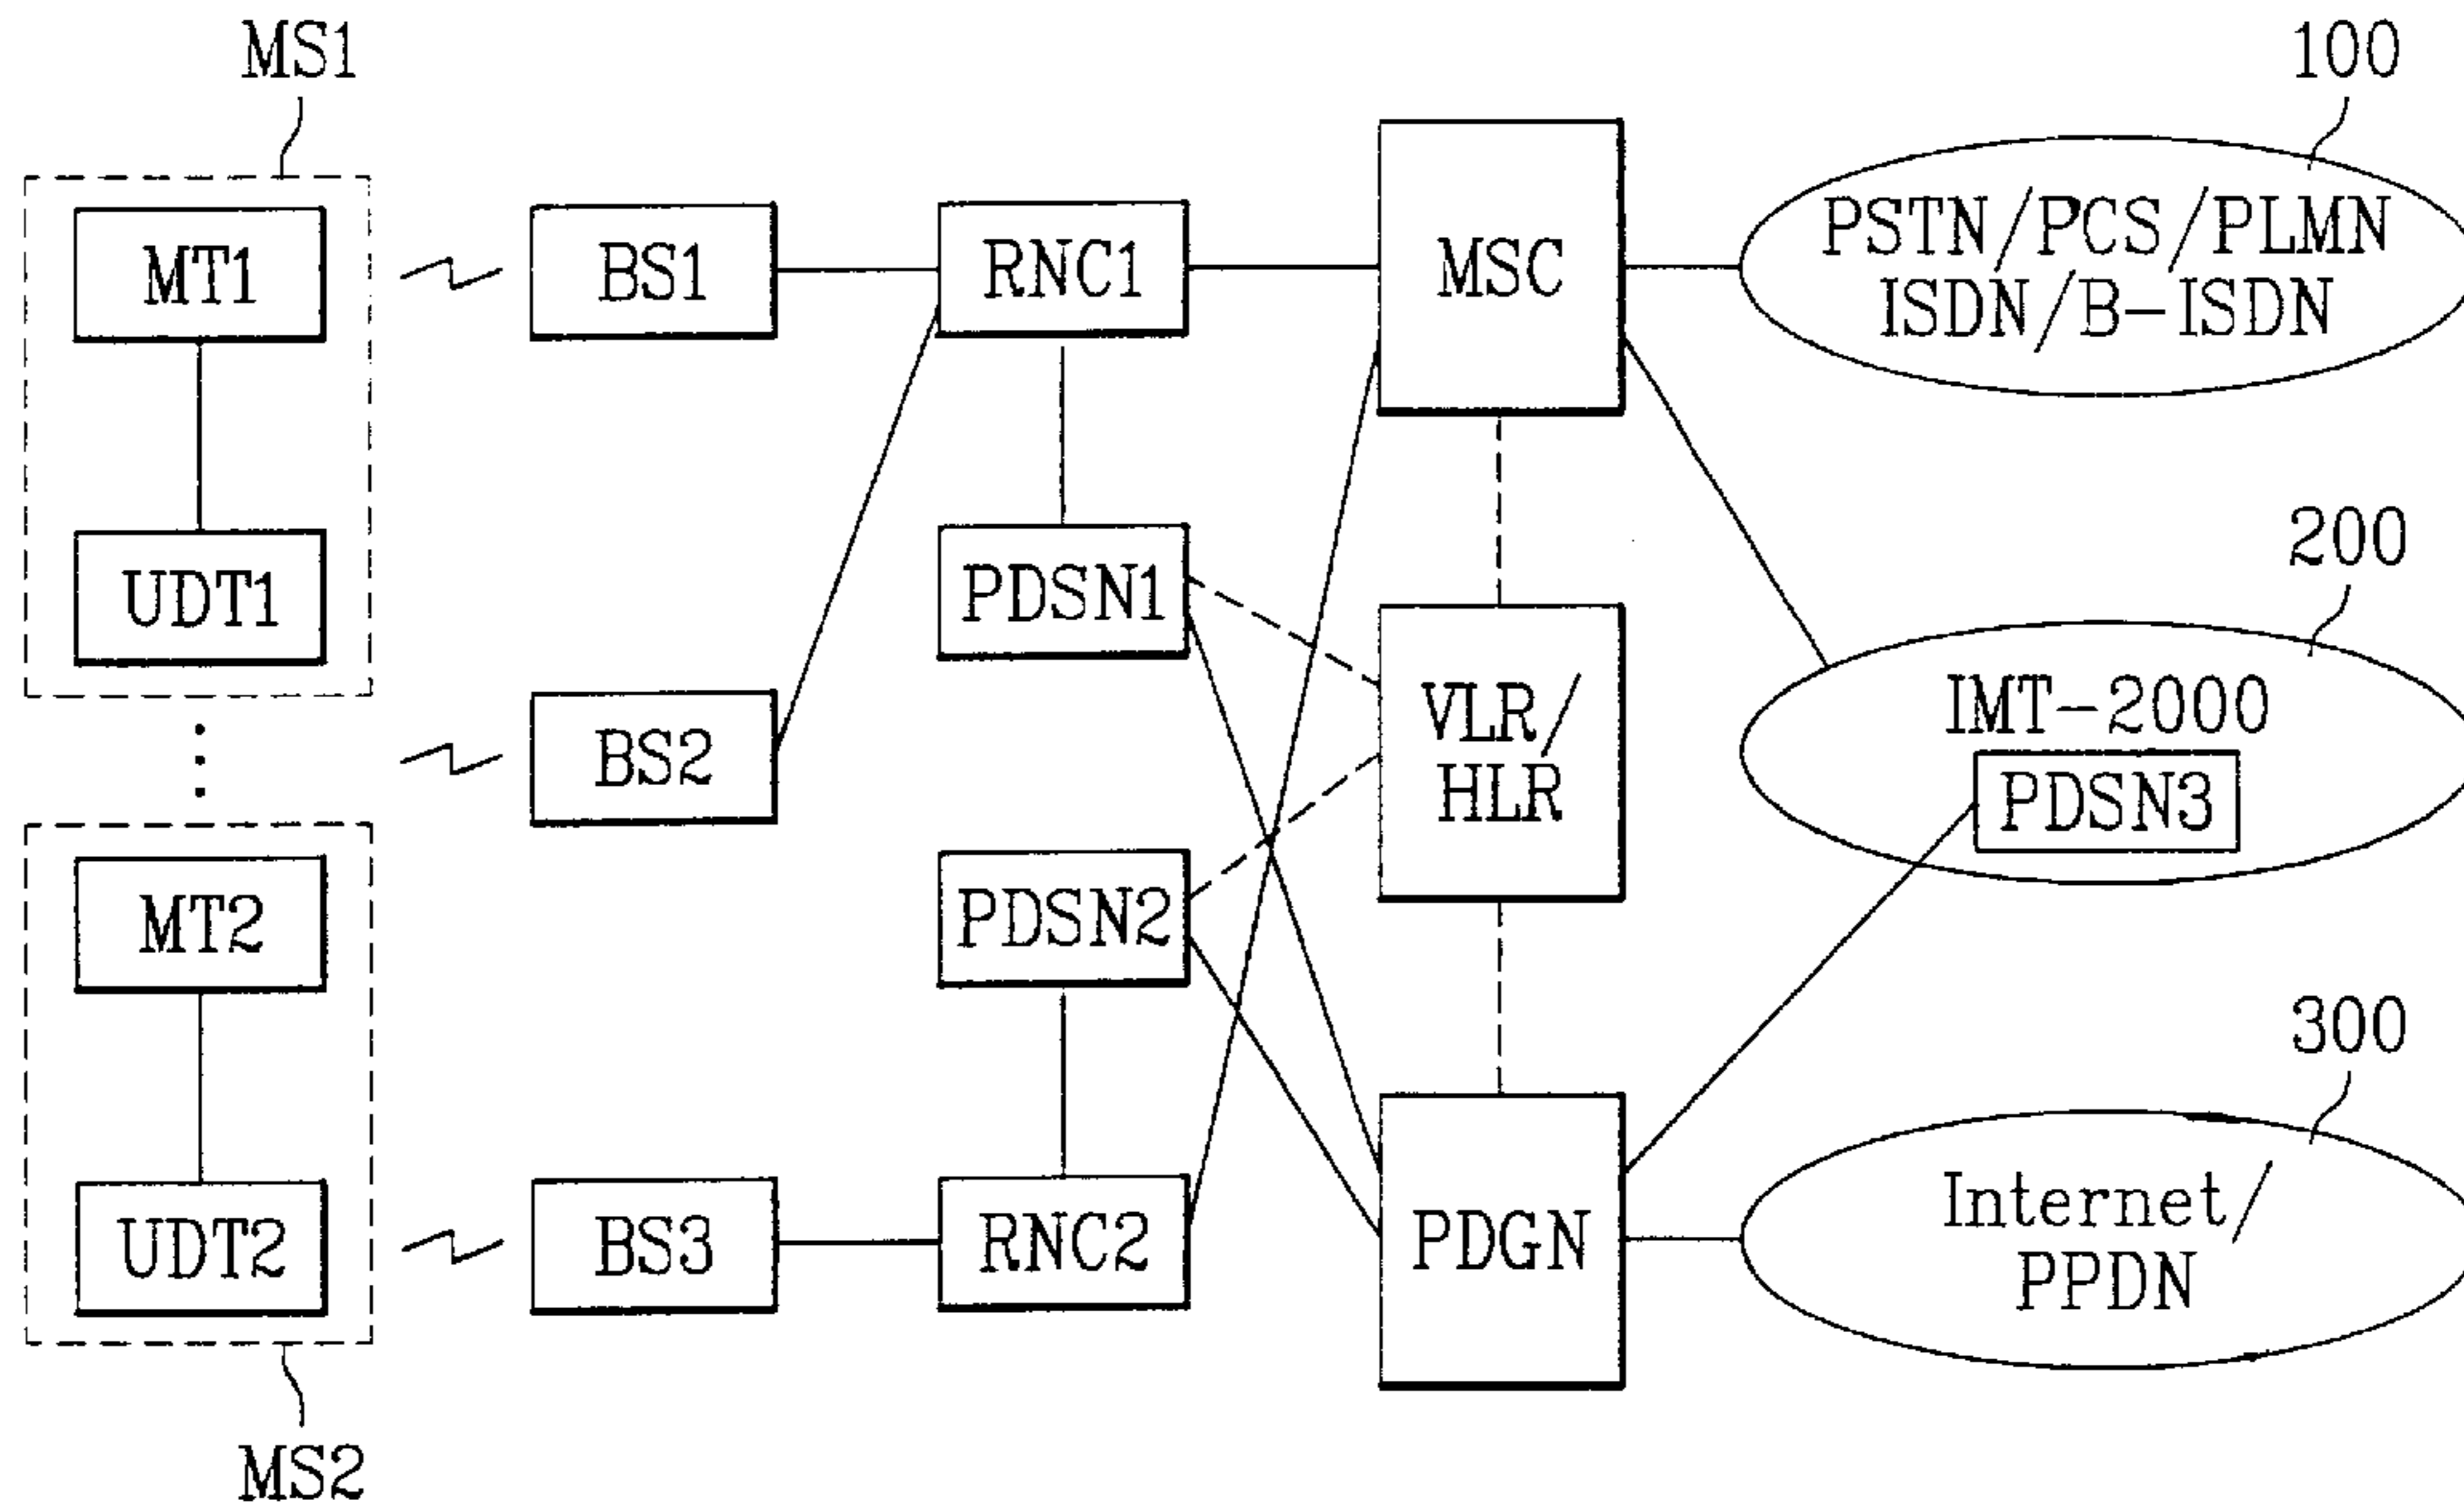 MS1
100
MT1
BS1
RNC1
MSC
PSTN/PCS/PLMN
ISDN/B-ISDN
UDT1
PDSN1
200
BS2
VLR/
HLR
IMT-2000
PDSN3
MT2
PDSN2
300
UDT2
BS3
RNC2
PDGN
Internet/
PPDN
MS2